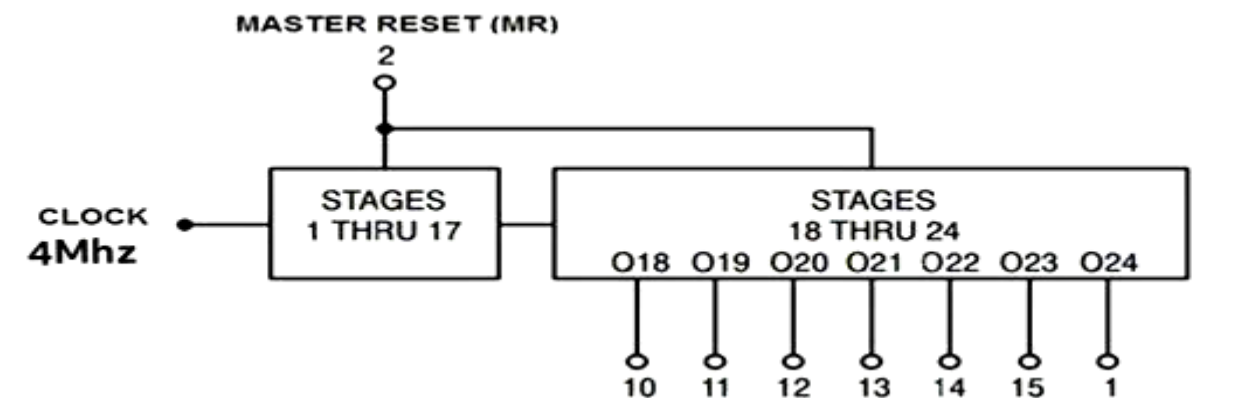 MASTER RESET (MR)
2
STAGES
1 THRU 17
STAGES
18 THRU 24
CLOCK
4Mhz
O18 O19 O20 O21 O22 O23 O24
10 11 12 13 14 15 1